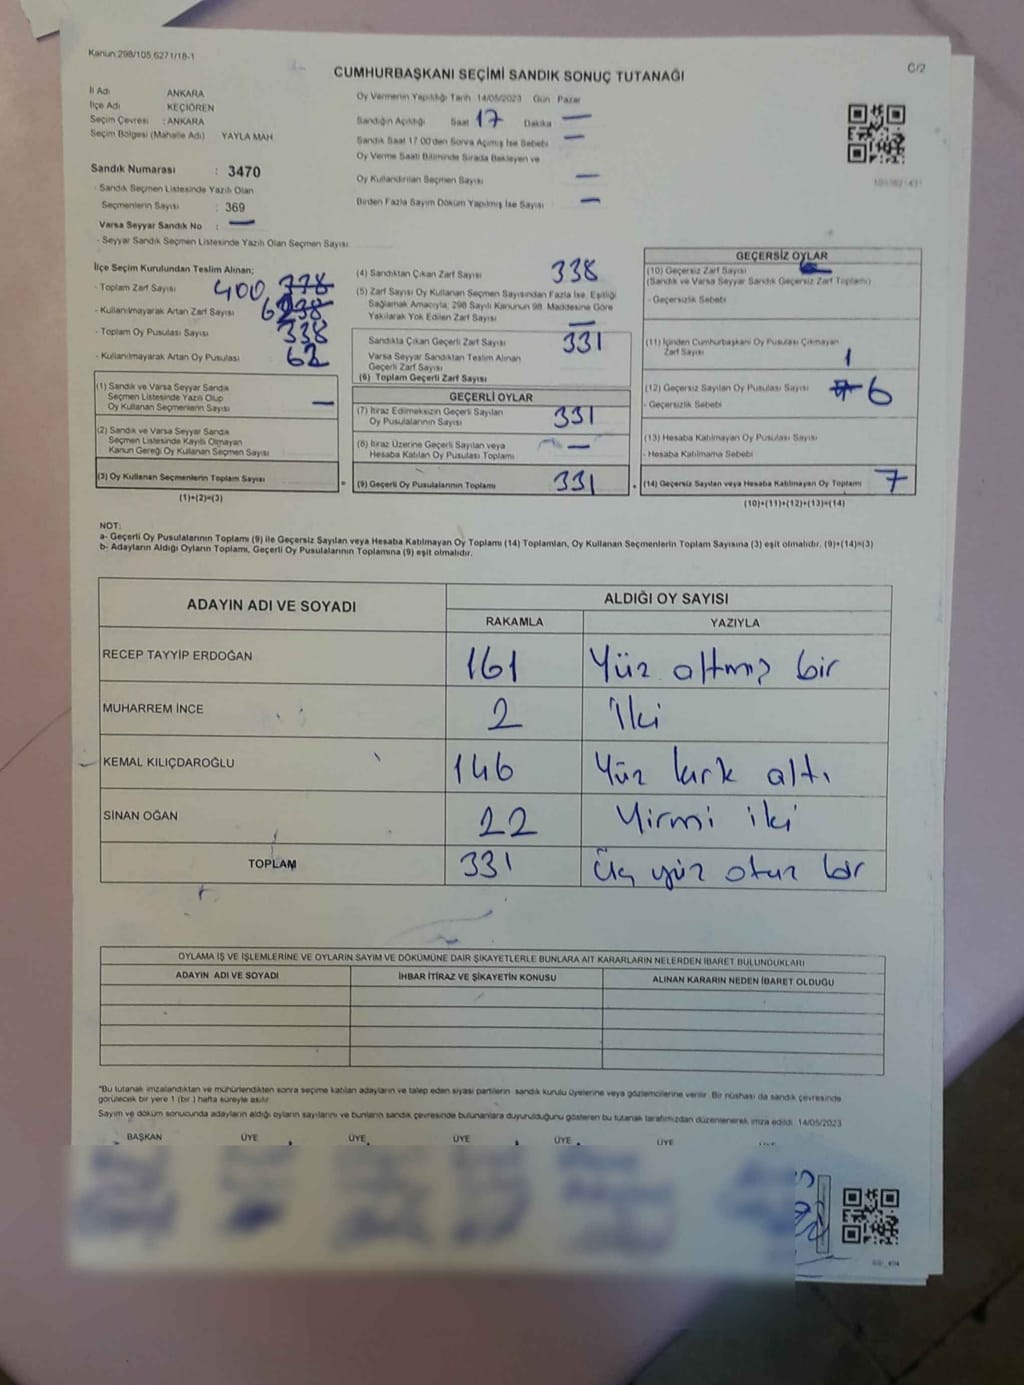 Kanun:298/105,6271/18-1
C/2
CUMHURBAŞKANI SEÇİMİ SANDIK SONUÇ TUTANAĞI
İl Adı ANKARA
İlçe Adı KEÇİÖREN
Seçim Çevresi : ANKARA
Seçim Bölgesi (Mahalle Adı) YAYLA MAH
Sandık Numarası : 3470
- Sandık Seçmen Listesinde Yazılı Olan
Seçmenlerin Sayısı : 369
Varsa Seyyar Sandık No : —
- Seyyar Sandık Seçmen Listesinde Yazılı Olan Seçmen Sayısı
Oy Vermenin Yapıldığı Tarih 14/05/2023 Gün Pazar
Sandığın Açıldığı Saat 17 Dakika —
Sandık Saat 17.00'den Sonra Açılmış İse Sebebi —
Oy Verme Saati Bitiminde Sırada Bekleyen ve
Oy Kullandırılan Seçmen Sayısı —
Birden Fazla Sayım Döküm Yapılmış İse Sayısı —
İlçe Seçim Kurulundan Teslim Alınan;
- Toplam Zarf Sayısı 400
- Kullanılmayarak Artan Zarf Sayısı
- Toplam Oy Pusulası Sayısı 338
- Kullanılmayarak Artan Oy Pusulası 62
(1) Sandık ve Varsa Seyyar Sandık
Seçmen Listesinde Yazılı Olup
Oy Kullanan Seçmenlerin Sayısı —
(2) Sandık ve Varsa Seyyar Sandık
Seçmen Listesinde Kayıtlı Olmayan
Kanun Gereği Oy Kullanan Seçmen Sayısı
(3) Oy Kullanan Seçmenlerin Toplam Sayısı
(1)+(2)=(3)
(4) Sandıktan Çıkan Zarf Sayısı 338
(5) Zarf Sayısı Oy Kullanan Seçmen Sayısından Fazla İse, Eşitliği
Sağlamak Amacıyla, 298 Sayılı Kanunun 98. Maddesine Göre
Yakılarak Yok Edilen Zarf Sayısı —
Sandıkta Çıkan Geçerli Zarf Sayısı 331
Varsa Seyyar Sandıktan Teslim Alınan
Geçerli Zarf Sayısı
(6) Toplam Geçerli Zarf Sayısı
GEÇERLİ OYLAR
(7) İtiraz Edilmeksizin Geçerli Sayılan
Oy Pusulalarının Sayısı 331
(8) İtiraz Üzerine Geçerli Sayılan veya
Hesaba Katılan Oy Pusulası Toplamı —
(9) Geçerli Oy Pusulalarının Toplamı 331
GEÇERSİZ OYLAR
(10) Geçersiz Zarf Sayısı
(Sandık ve Varsa Seyyar Sandık Geçersiz Zarf Toplamı)
- Geçersizlik Sebebi
(11) İçinden Cumhurbaşkanı Oy Pusulası Çıkmayan
Zarf Sayısı 1
(12) Geçersiz Sayılan Oy Pusulası Sayısı 6
- Geçersizlik Sebebi
(13) Hesaba Katılmayan Oy Pusulası Sayısı
- Hesaba Katılmama Sebebi
(14) Geçersiz Sayılan veya Hesaba Katılmayan Oy Toplamı 7
(10)+(11)+(12)+(13)=(14)
NOT:
a- Geçerli Oy Pusulalarının Toplamı (9) ile Geçersiz Sayılan veya Hesaba Katılmayan Oy Toplamı (14) Toplamları, Oy Kullanan Seçmenlerin Toplam Sayısına (3) eşit olmalıdır. (9)+(14)=(3)
b- Adayların Aldığı Oyların Toplamı, Geçerli Oy Pusulalarının Toplamına (9) eşit olmalıdır.
ADAYIN ADI VE SOYADI ALDIĞI OY SAYISI
RAKAMLA YAZIYLA
RECEP TAYYİP ERDOĞAN 161 Yüz altmış bir
MUHARREM İNCE 2 İki
KEMAL KILIÇDAROĞLU 146 Yüz kırk altı
SİNAN OĞAN 22 Yirmi iki
TOPLAM 331 Üç yüz otuz bir
OYLAMA İŞ VE İŞLEMLERİNE VE OYLARIN SAYIM VE DÖKÜMÜNE DAİR ŞİKAYETLERLE BUNLARA AİT KARARLARIN NELERDEN İBARET BULUNDUKLARI
ADAYIN ADI VE SOYADI İHBAR İTİRAZ VE ŞİKAYETİN KONUSU ALINAN KARARIN NEDEN İBARET OLDUĞU
*Bu tutanak imzalandıktan ve mühürlendikten sonra seçime katılan adayların ve talep eden siyasi partilerin sandık kurulu üyelerine veya gözlemcilerine verilir. Bir nüshası da sandık çevresinde
görülecek bir yere 1 (bir ) hafta süreyle asılır.
Sayım ve döküm sonucunda adayların aldığı oyların sayılarını ve bunların sandık çevresinde bulunanlara duyurulduğunu gösteren bu tutanak tarafımızdan düzenlenerek imza edildi. 14/05/2023
BAŞKAN ÜYE ÜYE ÜYE ÜYE ÜYE